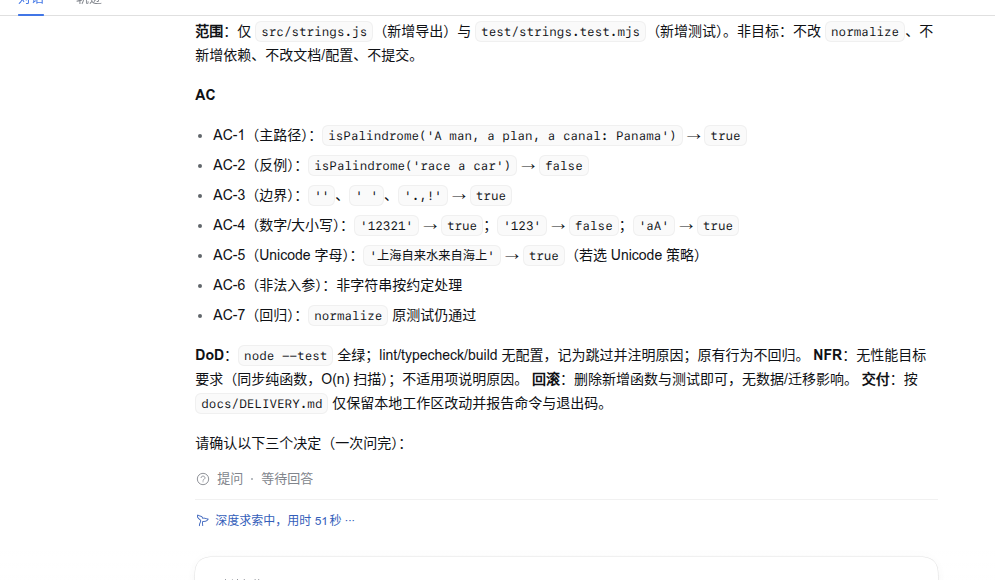 对话 轨迹
范围：仅 src/strings.js（新增导出）与 test/strings.test.mjs（新增测试）。非目标：不改 normalize、不
新增依赖、不改文档/配置、不提交。
AC
• AC-1（主路径）：isPalindrome('A man, a plan, a canal: Panama') → true
• AC-2（反例）：isPalindrome('race a car') → false
• AC-3（边界）：''、' '、'.,!' → true
• AC-4（数字/大小写）：'12321' → true；'123' → false；'aA' → true
• AC-5（Unicode 字母）：'上海自来水来自海上' → true（若选 Unicode 策略）
• AC-6（非法入参）：非字符串按约定处理
• AC-7（回归）：normalize 原测试仍通过
DoD：node --test 全绿；lint/typecheck/build 无配置，记为跳过并注明原因；原有行为不回归。 NFR：无性能目标
要求（同步纯函数，O(n) 扫描）；不适用项说明原因。 回滚：删除新增函数与测试即可，无数据/迁移影响。 交付：按
docs/DELIVERY.md 仅保留本地工作区改动并报告命令与退出码。
请确认以下三个决定（一次问完）：
提问 · 等待回答
深度求索中，用时 51秒 ···